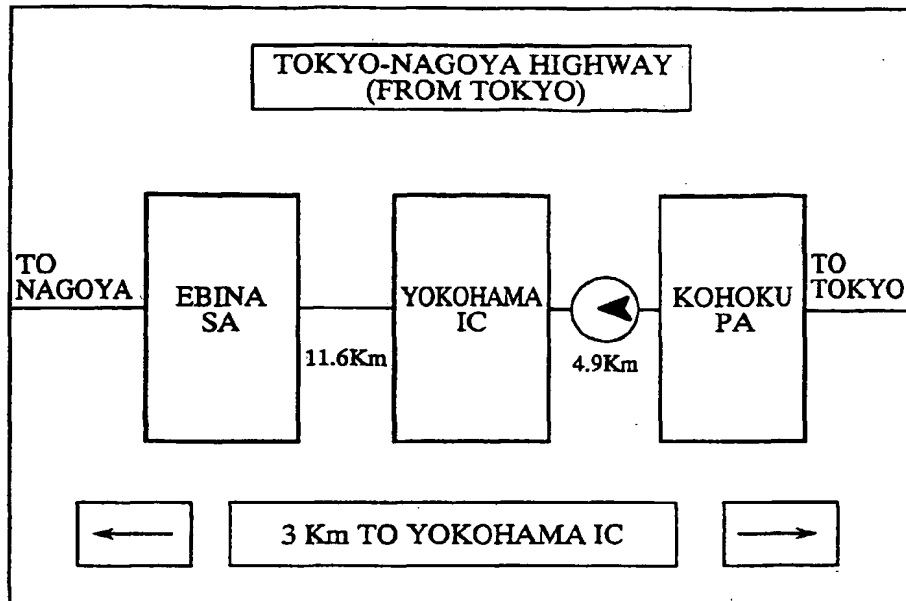 TOKYO-NAGOYA HIGHWAY
(FROM TOKYO)
TO
NAGOYA
EBINA
SA
11.6Km
YOKOHAMA
IC
4.9Km
KOHOKU
PA
TO
TOKYO
3 Km TO YOKOHAMA IC